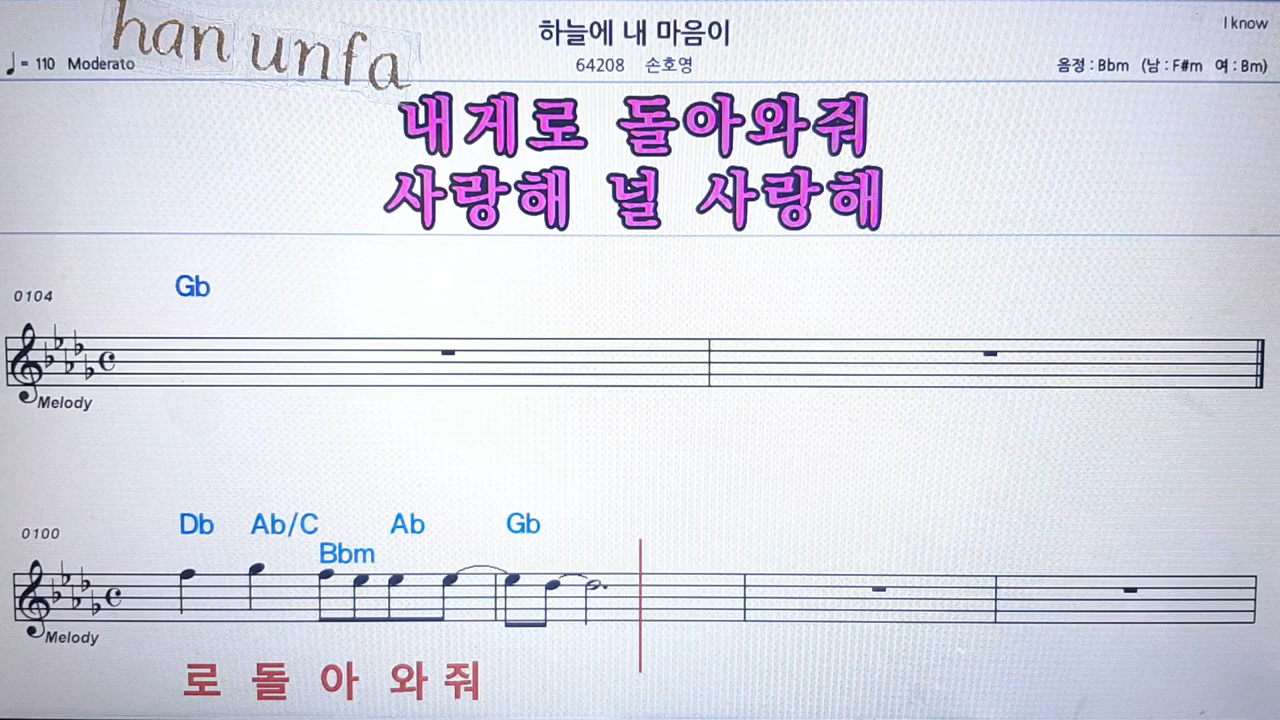 han unfa
하늘에 내 마음이
I know
♩= 110 Moderato
64208 손호영
음정 : Bbm (남 : F#m 여 : Bm)
내게로 돌아와줘
사랑해 널 사랑해
Gb
0104
Melody
Db Ab/C Ab Gb
0100
Bbm
Melody
로 돌 아 와 줘